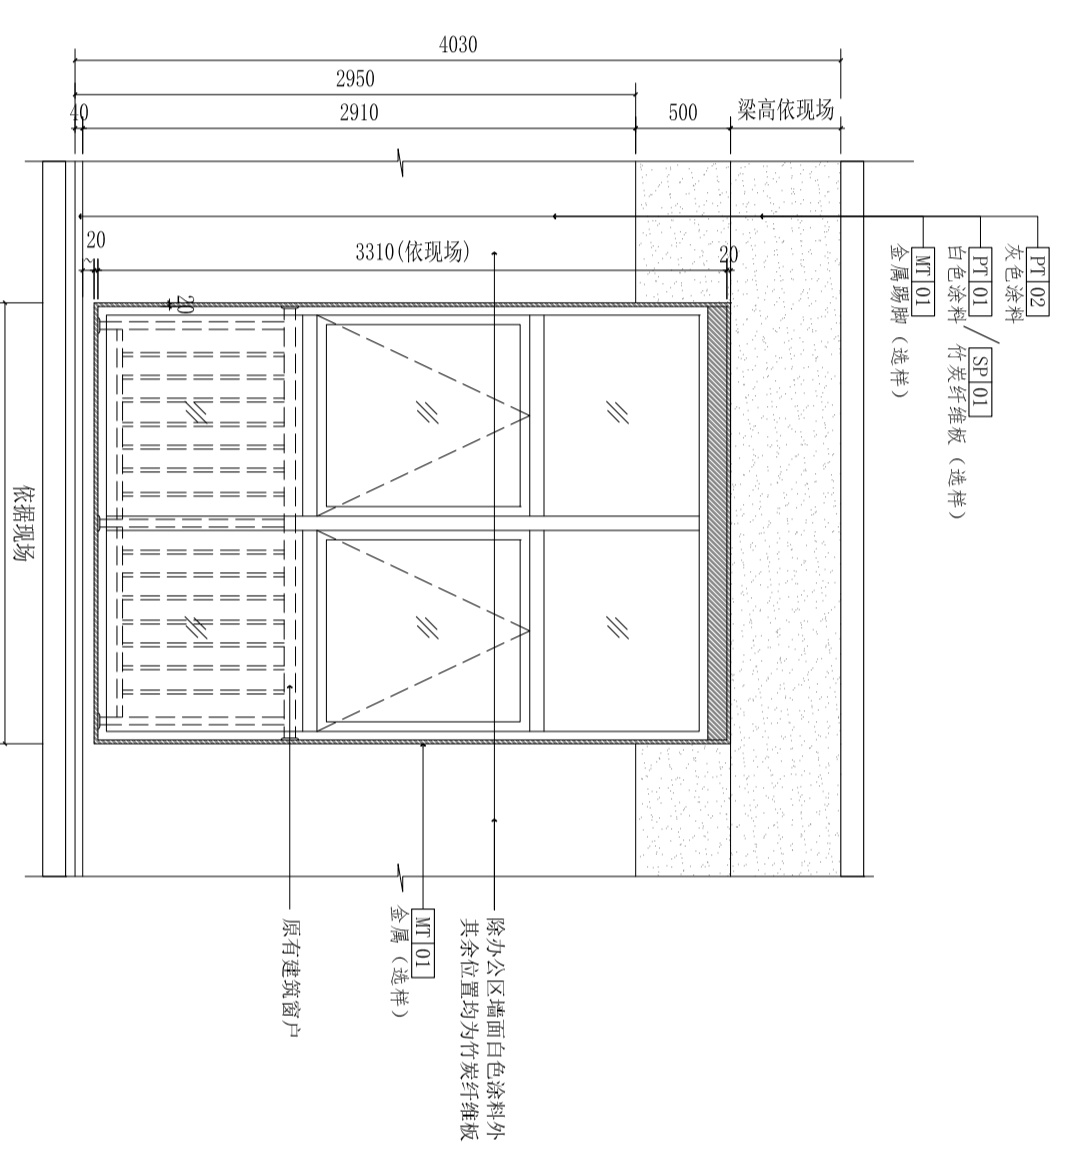 4030
2950
40
2910
500
梁高依现场
PT 02
灰色涂料
PT 01
白色涂料
SP 01
竹炭纤维板（选样）
MT 01
金属踢脚（选样）
20
3310(依现场)
20
20
依据现场
除办公区墙面白色涂料外
其余位置均为竹炭纤维板
MT 01
金属（选样）
原有建筑窗户